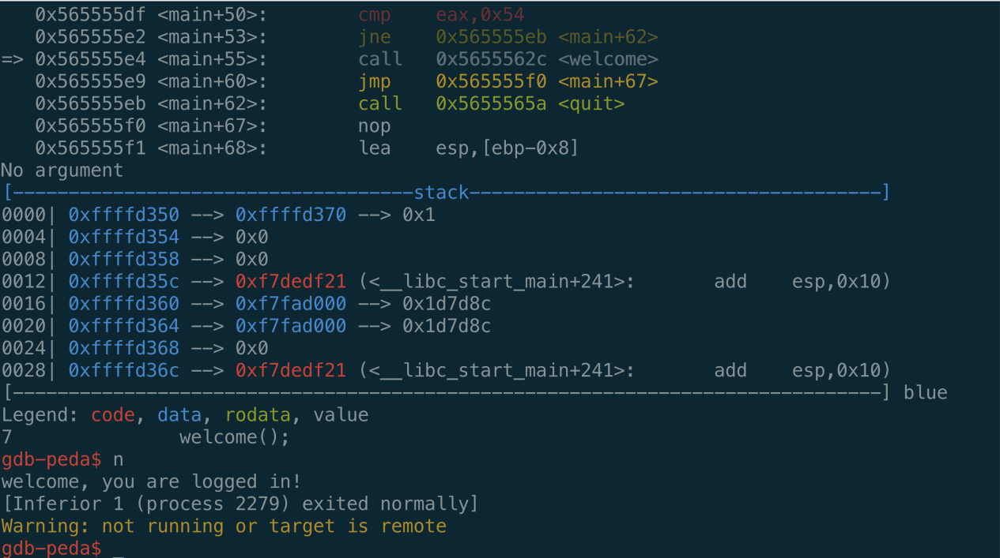 0x565555df <main+50>: cmp eax,0x54
0x565555e2 <main+53>: jne 0x565555eb <main+62>
=> 0x565555e4 <main+55>: call 0x5655562c <welcome>
0x565555e9 <main+60>: jmp 0x565555f0 <main+67>
0x565555eb <main+62>: call 0x5655565a <quit>
0x565555f0 <main+67>: nop
0x565555f1 <main+68>: lea esp,[ebp-0x8]
No argument
[------------------------------------stack-------------------------------------]
0000| 0xffffd350 --> 0xffffd370 --> 0x1
0004| 0xffffd354 --> 0x0
0008| 0xffffd358 --> 0x0
0012| 0xffffd35c --> 0xf7dedf21 (<__libc_start_main+241>: add esp,0x10)
0016| 0xffffd360 --> 0xf7fad000 --> 0x1d7d8c
0020| 0xffffd364 --> 0xf7fad000 --> 0x1d7d8c
0024| 0xffffd368 --> 0x0
0028| 0xffffd36c --> 0xf7dedf21 (<__libc_start_main+241>: add esp,0x10)
[------------------------------------------------------------------------------] blue
Legend: code, data, rodata, value
7 welcome();
gdb-peda$ n
welcome, you are logged in!
[Inferior 1 (process 2279) exited normally]
Warning: not running or target is remote
gdb-peda$ _